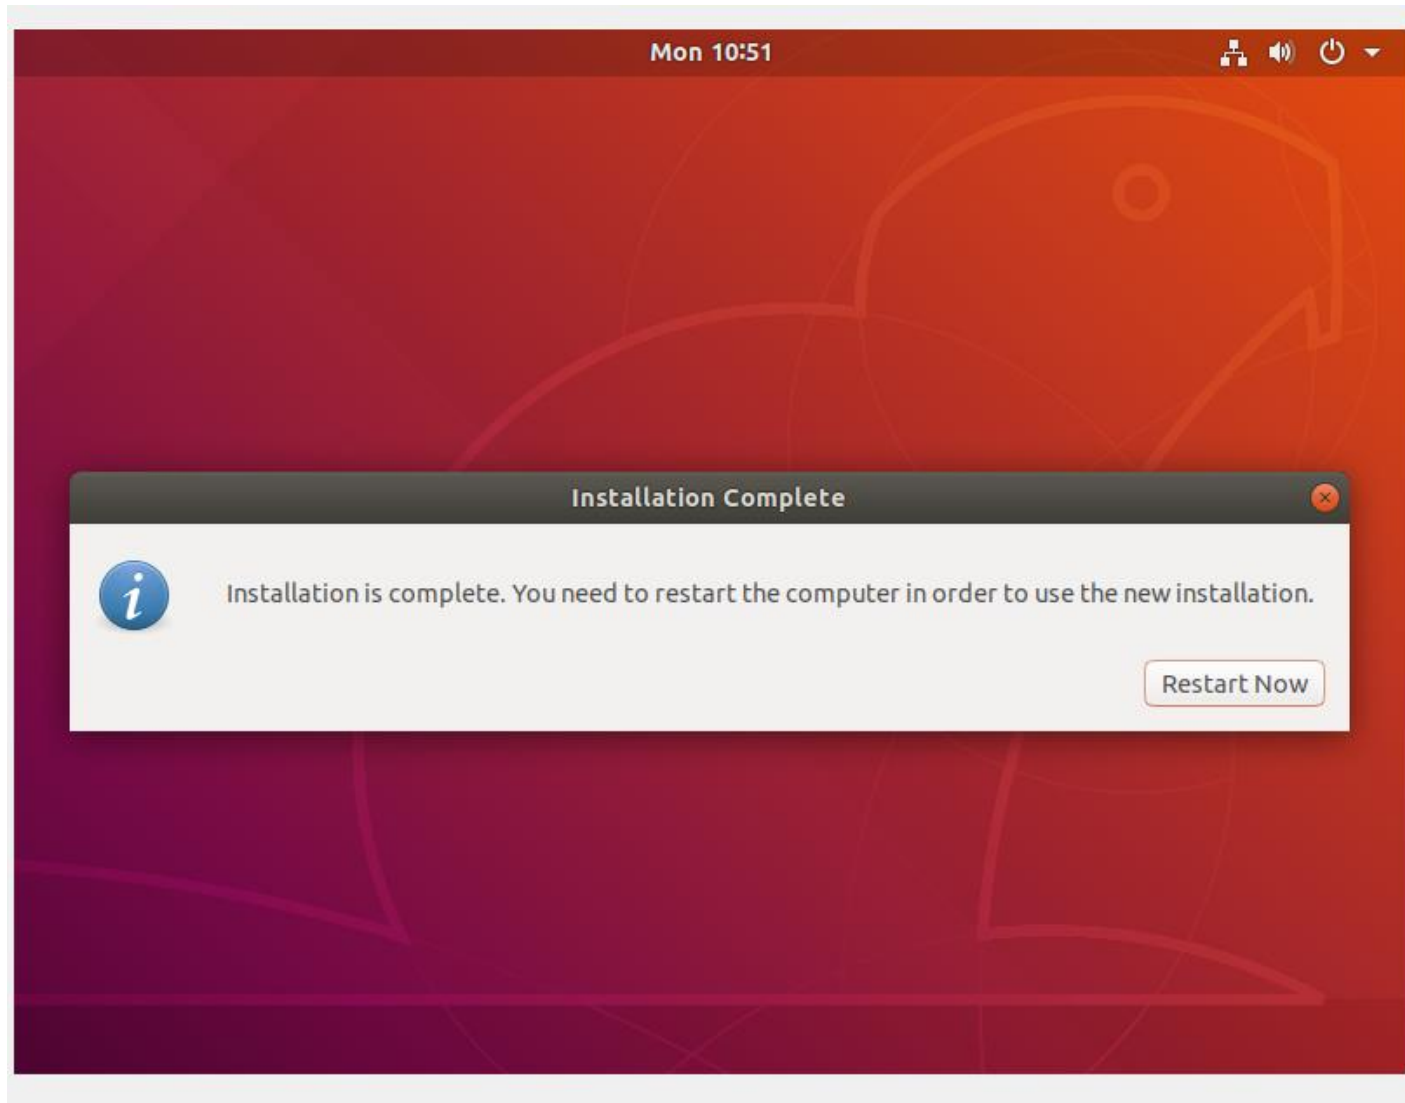 Mon 10:51
Installation Complete
Installation is complete. You need to restart the computer in order to use the new installation.
Restart Now